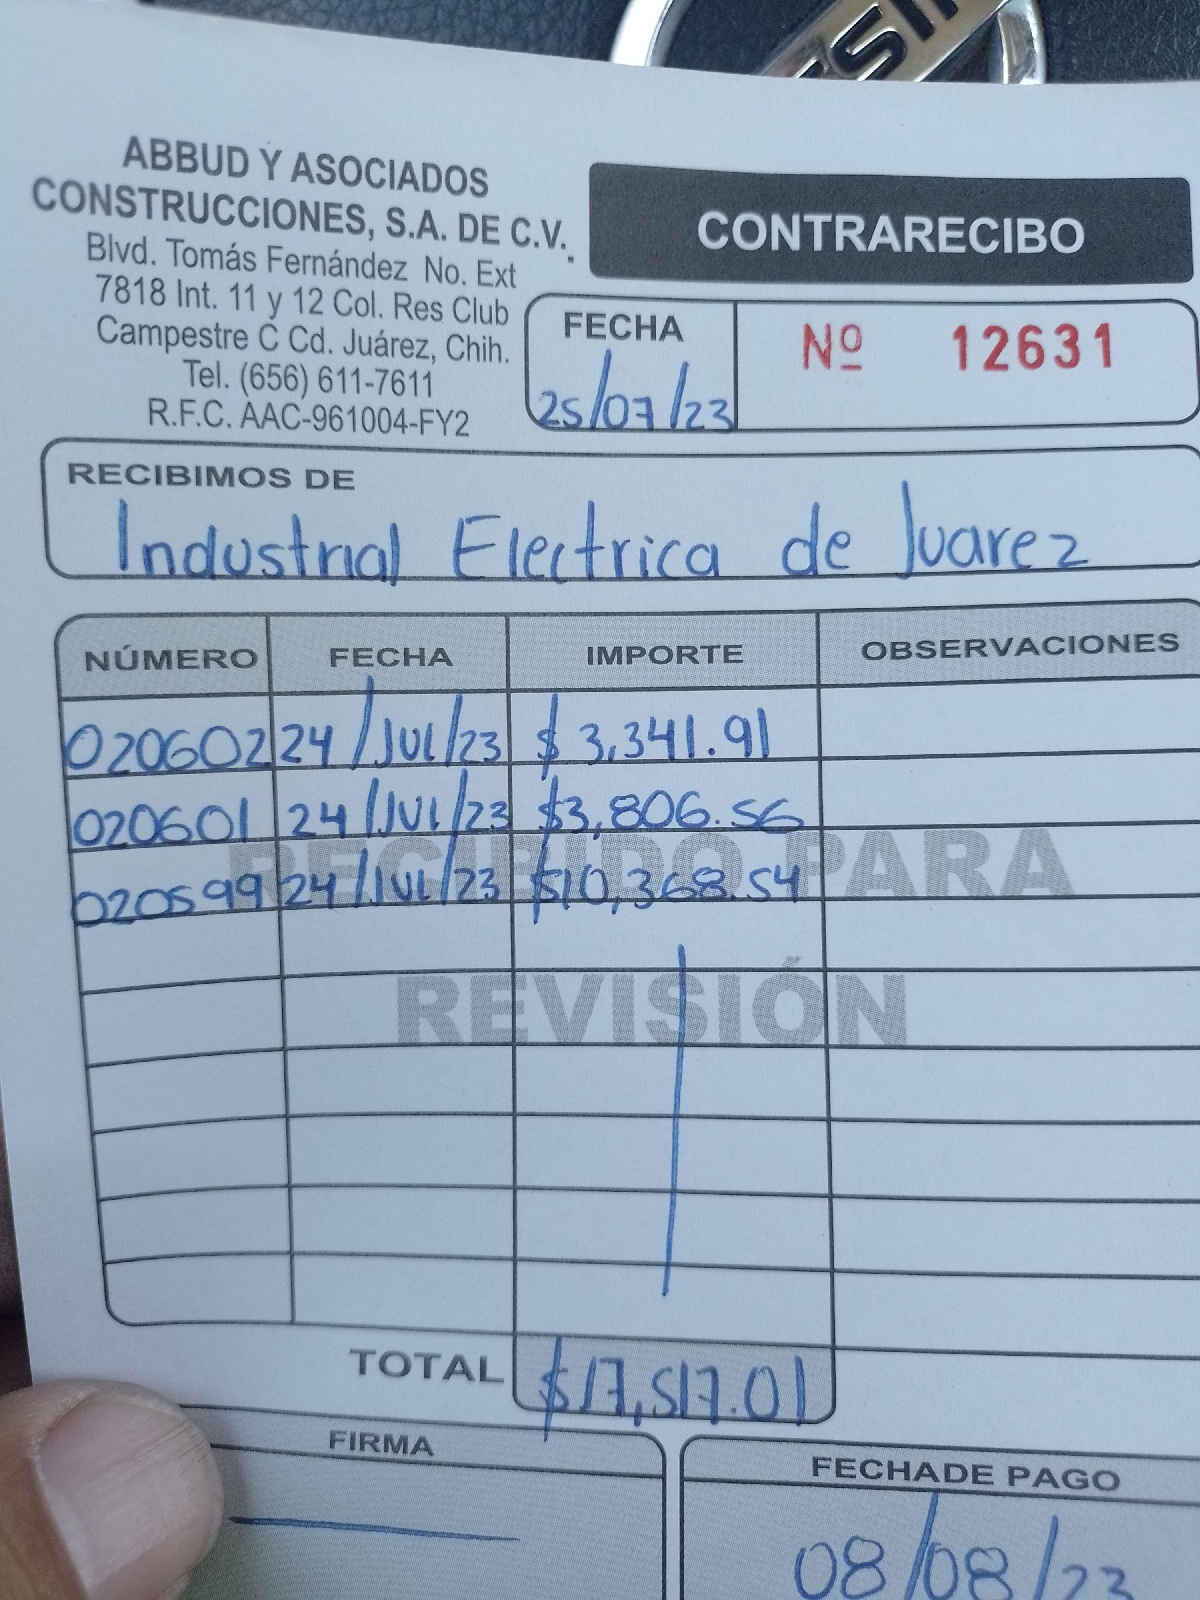 ABBUD Y ASOCIADOS
CONSTRUCCIONES, S.A. DE C.V.
Blvd. Tomás Fernández No. Ext
7818 Int. 11 y 12 Col. Res Club
Campestre C Cd. Juárez, Chih.
Tel. (656) 611-7611
R.F.C. AAC-961004-FY2
CONTRARECIBO
FECHA
25/07/23
Nº 12631
RECIBIMOS DE
Industrial Electrica de Juarez
NÚMERO FECHA IMPORTE OBSERVACIONES
020602 24/JUL/23 $3,341.91
020601 24/JUL/23 $3,806.56
020599 24/JUL/23 $10,368.54
RECIBIDO PARA
REVISIÓN
TOTAL $17,517.01
FIRMA
FECHADE PAGO
08/08/23